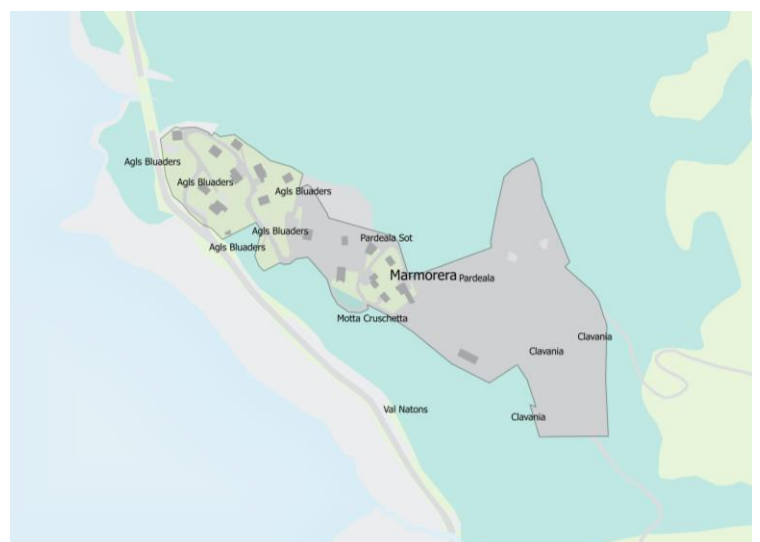 Agls Bluaders
Agls Bluaders
Agls Bluaders
Agls Bluaders
Pardeala Sot
Agls Bluaders
Marmorera
Pardeala
Motta Cruschetta
Clavania
Clavania
Val Natons
Clavania